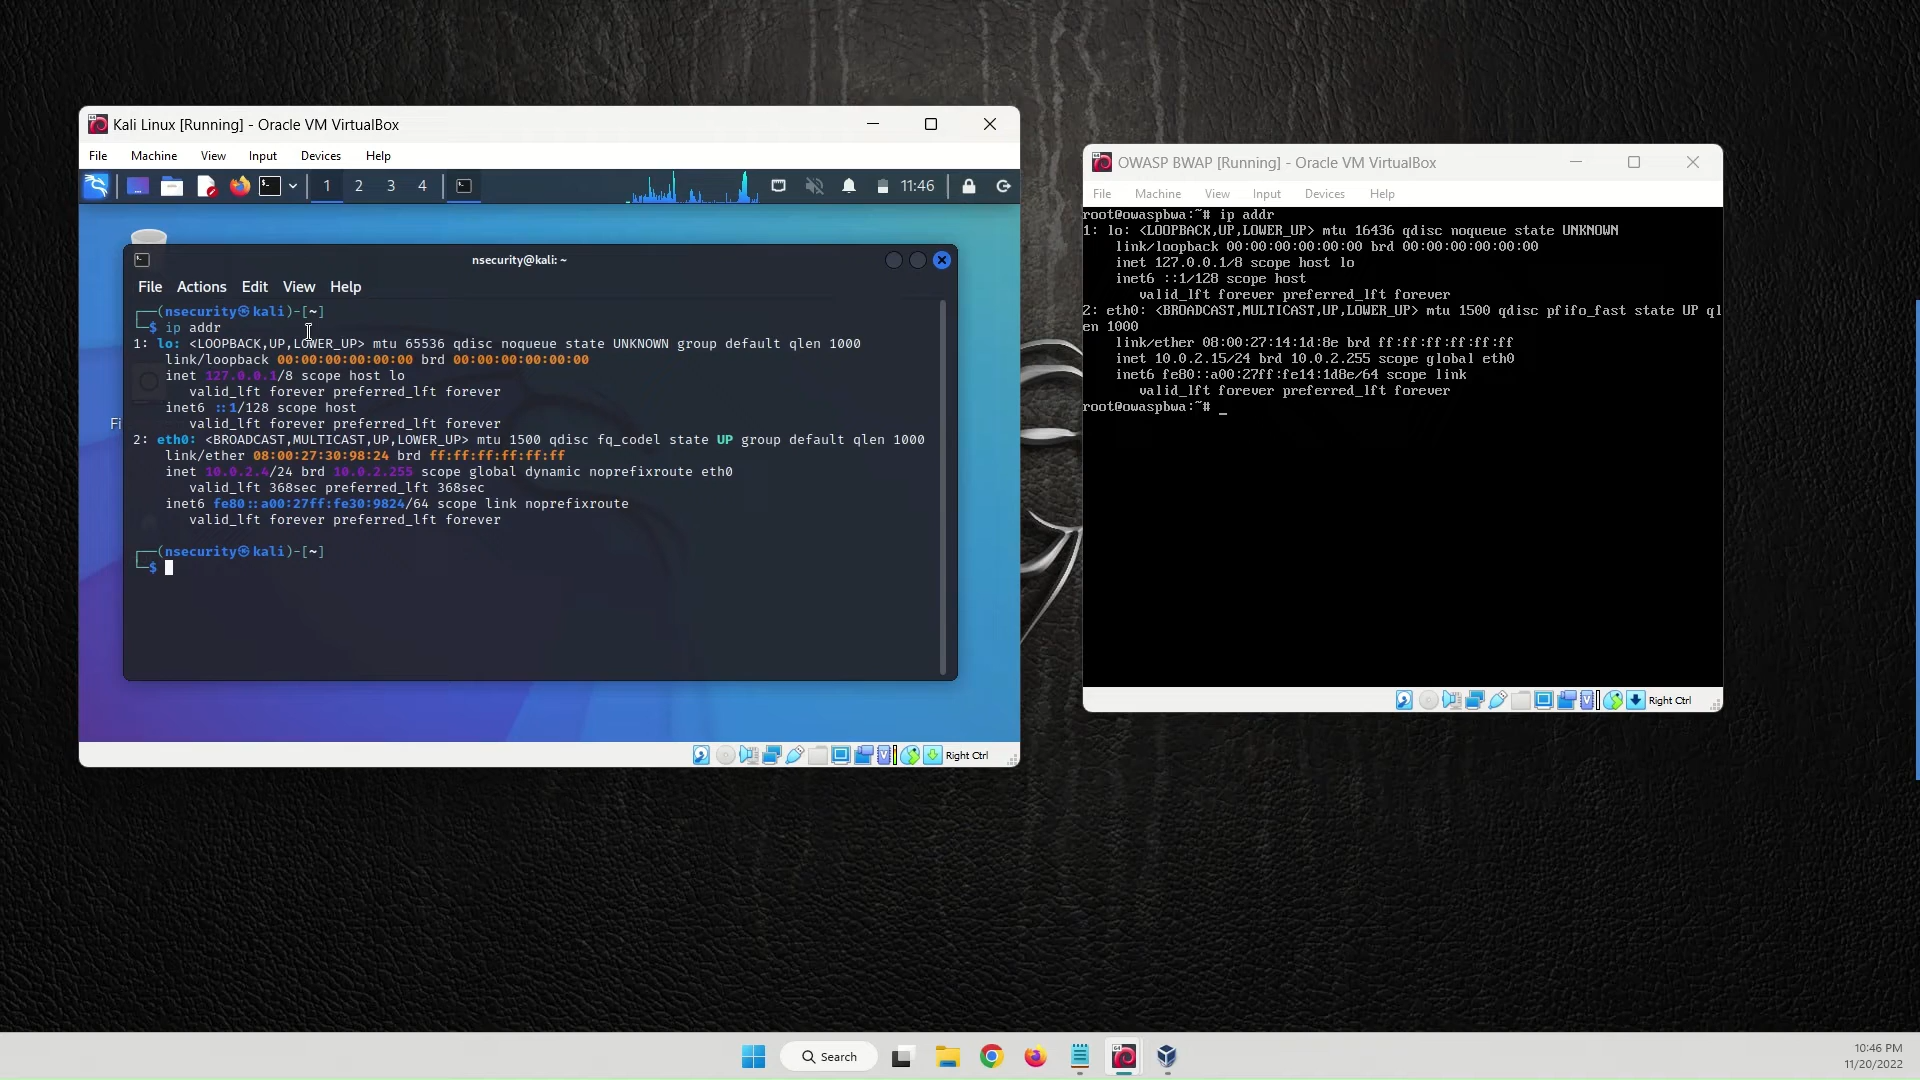 Kali Linux [Running] - Oracle VM VirtualBox
File Machine View Input Devices Help
1 2 3 4 11:46
nsecurity@kali: ~
File Actions Edit View Help
┌──(nsecurity㉿kali)-[~]
└─$ ip addr
1: lo: <LOOPBACK,UP,LOWER_UP> mtu 65536 qdisc noqueue state UNKNOWN group default qlen 1000
link/loopback 00:00:00:00:00:00 brd 00:00:00:00:00:00
inet 127.0.0.1/8 scope host lo
valid_lft forever preferred_lft forever
inet6 ::1/128 scope host
valid_lft forever preferred_lft forever
2: eth0: <BROADCAST,MULTICAST,UP,LOWER_UP> mtu 1500 qdisc fq_codel state UP group default qlen 1000
link/ether 08:00:27:30:98:24 brd ff:ff:ff:ff:ff:ff
inet 10.0.2.4/24 brd 10.0.2.255 scope global dynamic noprefixroute eth0
valid_lft 368sec preferred_lft 368sec
inet6 fe80::a00:27ff:fe30:9824/64 scope link noprefixroute
valid_lft forever preferred_lft forever
┌──(nsecurity㉿kali)-[~]
└─$
Fi
Right Ctrl
OWASP BWAP [Running] - Oracle VM VirtualBox
File Machine View Input Devices Help
root@owaspbwa:~# ip addr
1: lo: <LOOPBACK,UP,LOWER_UP> mtu 16436 qdisc noqueue state UNKNOWN
link/loopback 00:00:00:00:00:00 brd 00:00:00:00:00:00
inet 127.0.0.1/8 scope host lo
inet6 ::1/128 scope host
valid_lft forever preferred_lft forever
2: eth0: <BROADCAST,MULTICAST,UP,LOWER_UP> mtu 1500 qdisc pfifo_fast state UP ql
en 1000
link/ether 08:00:27:14:1d:8e brd ff:ff:ff:ff:ff:ff
inet 10.0.2.15/24 brd 10.0.2.255 scope global eth0
inet6 fe80::a00:27ff:fe14:1d8e/64 scope link
valid_lft forever preferred_lft forever
root@owaspbwa:~# _
Right Ctrl
Search
10:46 PM
11/20/2022